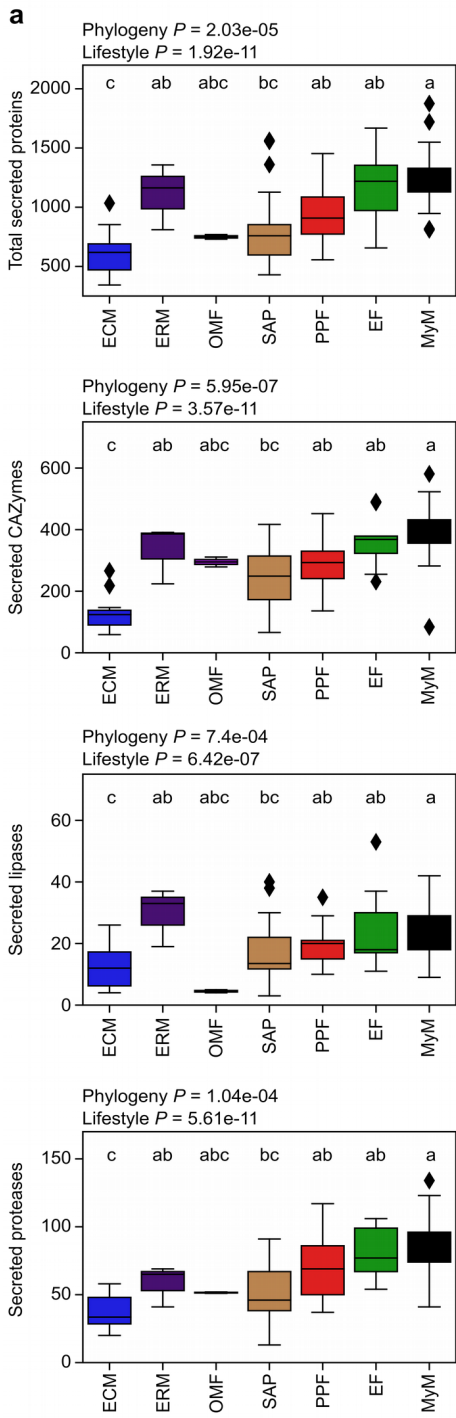 a
Phylogeny P = 2.03e-05
Lifestyle P = 1.92e-11
Total secreted proteins
2000
1500
1000
500
c ab abc bc ab ab a
ECM ERM OMF SAP PPF EF MyM
Phylogeny P = 5.95e-07
Lifestyle P = 3.57e-11
Secreted CAZymes
600
400
200
0
c ab abc bc ab ab a
ECM ERM OMF SAP PPF EF MyM
Phylogeny P = 7.4e-04
Lifestyle P = 6.42e-07
Secreted lipases
60
40
20
0
c ab abc bc ab ab a
ECM ERM OMF SAP PPF EF MyM
Phylogeny P = 1.04e-04
Lifestyle P = 5.61e-11
Secreted proteases
150
100
50
0
c ab abc bc ab ab a
ECM ERM OMF SAP PPF EF MyM